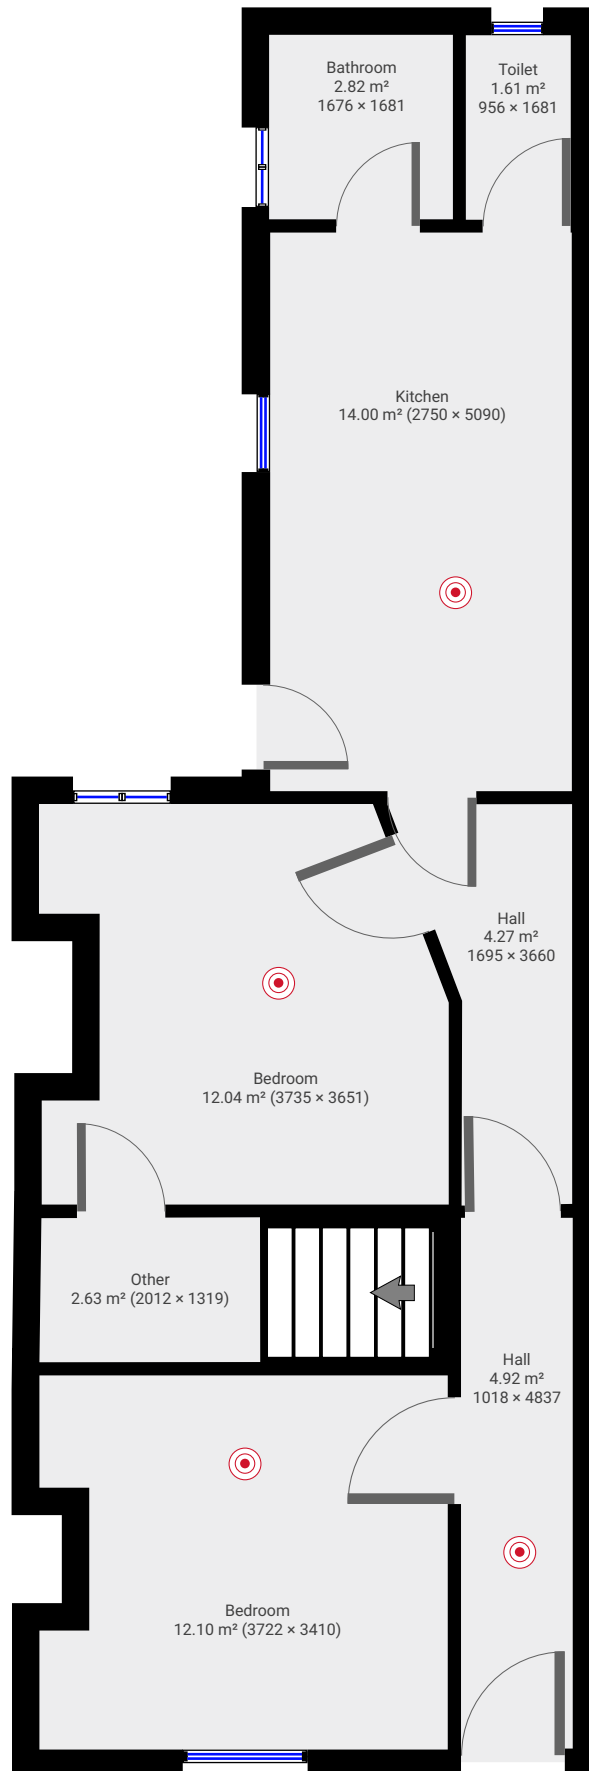 Bathroom
2.82 m²
1676 × 1681
Toilet
1.61 m²
956 × 1681
Kitchen
14.00 m² (2750 × 5090)
Hall
4.27 m²
1695 × 3660
Bedroom
12.04 m² (3735 × 3651)
Other
2.63 m² (2012 × 1319)
Hall
4.92 m²
1018 × 4837
Bedroom
12.10 m² (3722 × 3410)